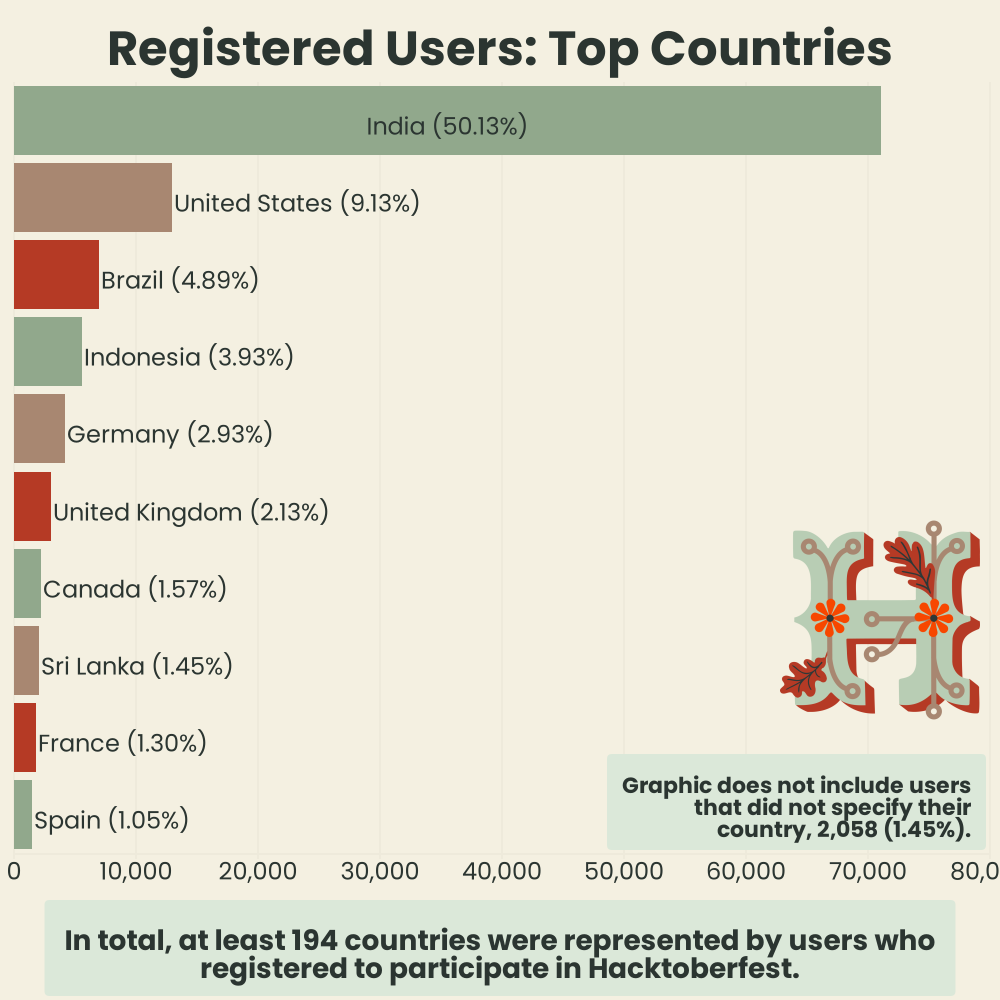 Registered Users: Top Countries
India (50.13%)
United States (9.13%)
Brazil (4.89%)
Indonesia (3.93%)
Germany (2.93%)
United Kingdom (2.13%)
Canada (1.57%)
Sri Lanka (1.45%)
France (1.30%)
Spain (1.05%)
H
Graphic does not include users
that did not specify their
country, 2,058 (1.45%).
0 10,000 20,000 30,000 40,000 50,000 60,000 70,000 80,0
In total, at least 194 countries were represented by users who
registered to participate in Hacktoberfest.